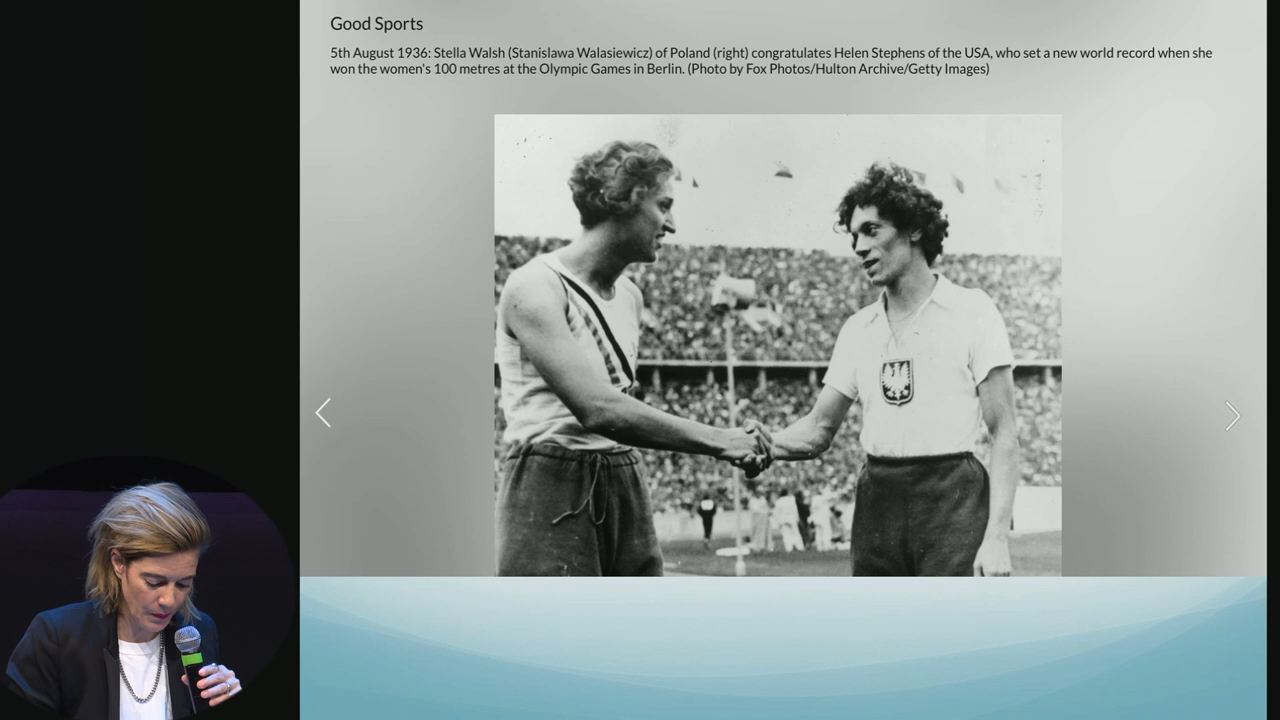 Good Sports
5th August 1936: Stella Walsh (Stanislawa Walasiewicz) of Poland (right) congratulates Helen Stephens of the USA, who set a new world record when she
won the women's 100 metres at the Olympic Games in Berlin. (Photo by Fox Photos/Hulton Archive/Getty Images)